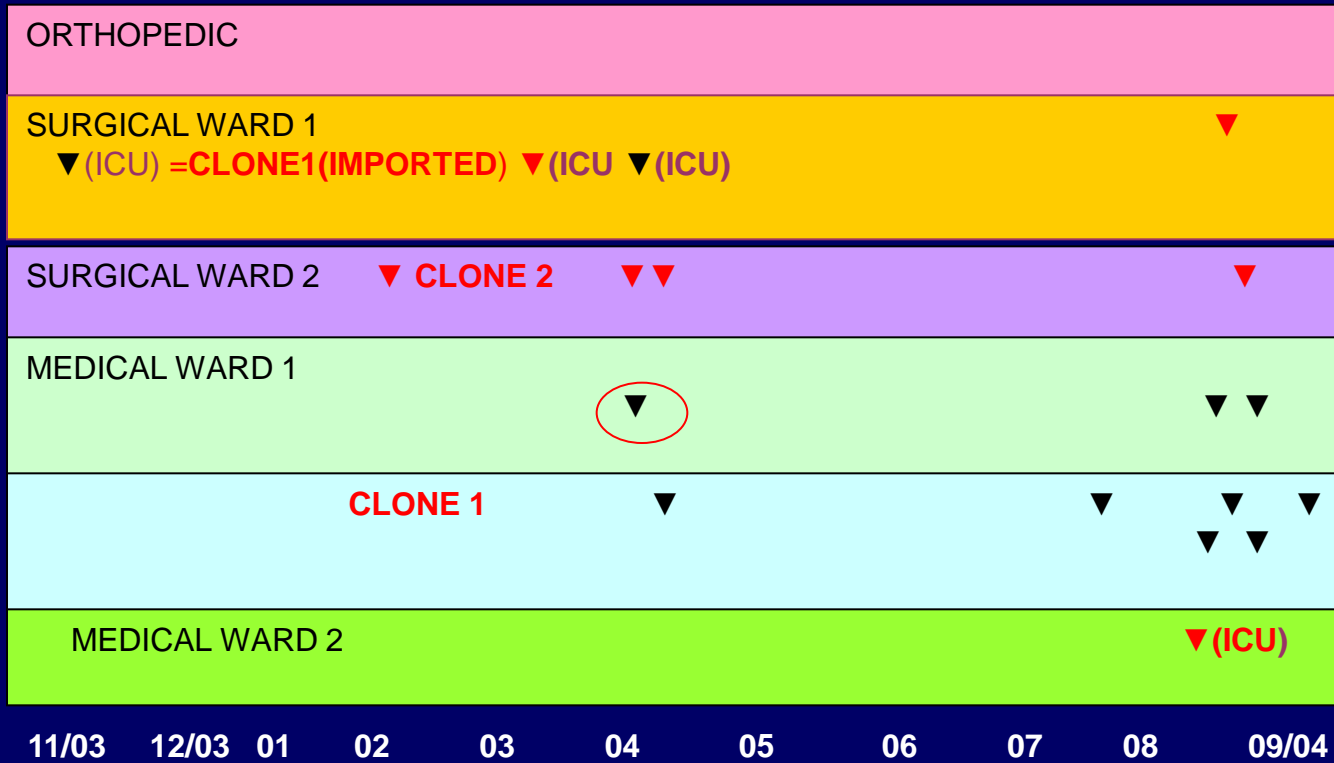 ORTHOPEDIC
SURGICAL WARD 1 ▼
▼(ICU) =CLONE1(IMPORTED) ▼(ICU ▼(ICU)
SURGICAL WARD 2 ▼ CLONE 2 ▼ ▼ ▼
MEDICAL WARD 1
▼ ▼ ▼
CLONE 1 ▼ ▼ ▼ ▼
▼ ▼
MEDICAL WARD 2 ▼(ICU)
11/03 12/03 01 02 03 04 05 06 07 08 09/04